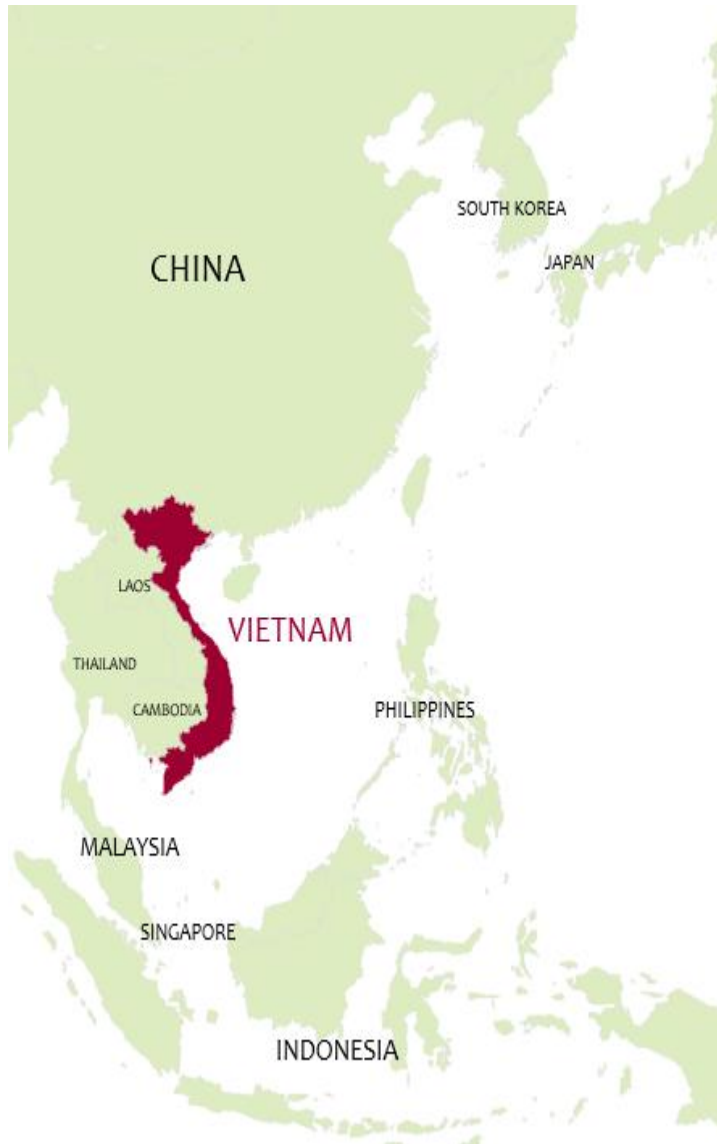 SOUTH KOREA
CHINA
JAPAN
LAOS
VIETNAM
THAILAND
CAMBODIA
PHILIPPINES
MALAYSIA
SINGAPORE
INDONESIA